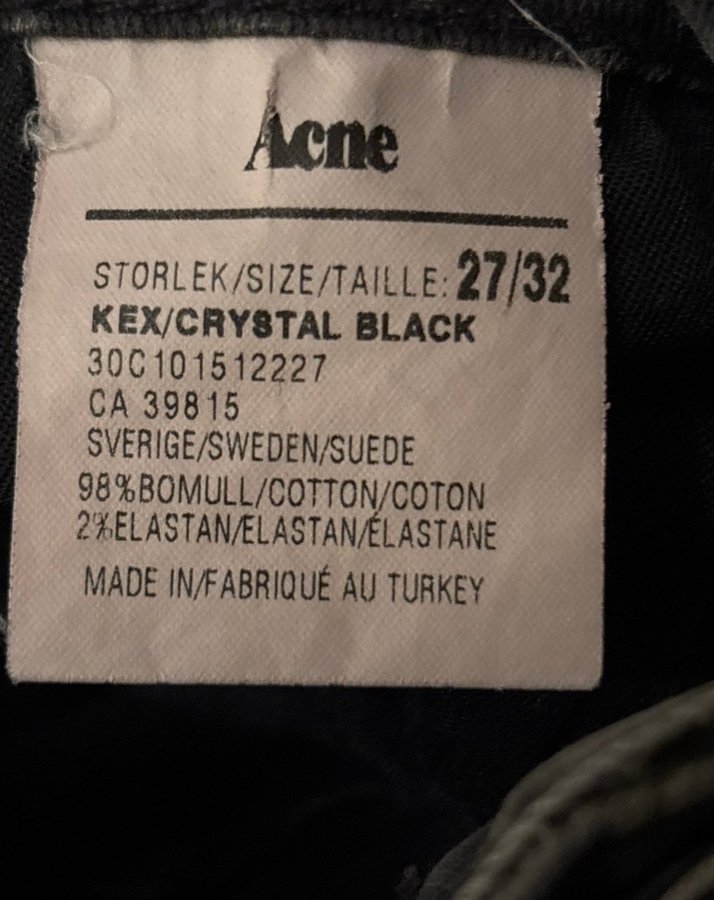 Acne
STORLEK/SIZE/TAILLE: 27/32
KEX/CRYSTAL BLACK
30C101512227
CA 39815
SVERIGE/SWEDEN/SUEDE
98%BOMULL/COTTON/COTON
2%ELASTAN/ELASTAN/ÉLASTANE
MADE IN/FABRIQUÉ AU TURKEY